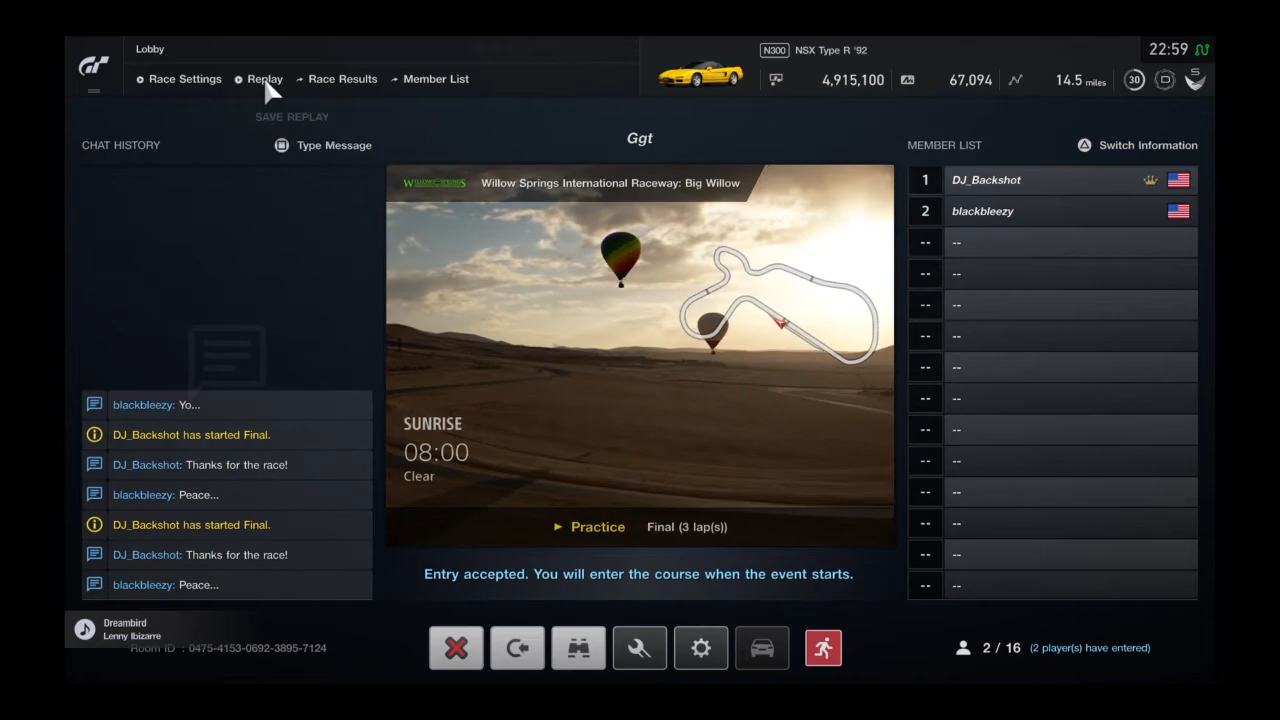 Lobby
Race Settings Replay Race Results Member List
N300 NSX Type R '92
4,915,100 67,094 14.5 miles 30
22:59
SAVE REPLAY
CHAT HISTORY Type Message
Ggt
MEMBER LIST Switch Information
WILLOW SPRINGS Willow Springs International Raceway: Big Willow
SUNRISE
08:00
Clear
Practice Final (3 lap(s))
Entry accepted. You will enter the course when the event starts.
1 DJ_Backshot
2 blackbleezy
-- --
-- --
-- --
-- --
-- --
-- --
-- --
-- --
-- --
-- --
-- --
-- --
blackbleezy: Yo...
DJ_Backshot has started Final.
DJ_Backshot: Thanks for the race!
blackbleezy: Peace...
DJ_Backshot has started Final.
DJ_Backshot: Thanks for the race!
blackbleezy: Peace...
Dreambird
Lenny Ibizarre
Room ID : 0475-4153-0692-3895-7124
2 / 16 (2 player(s) have entered)